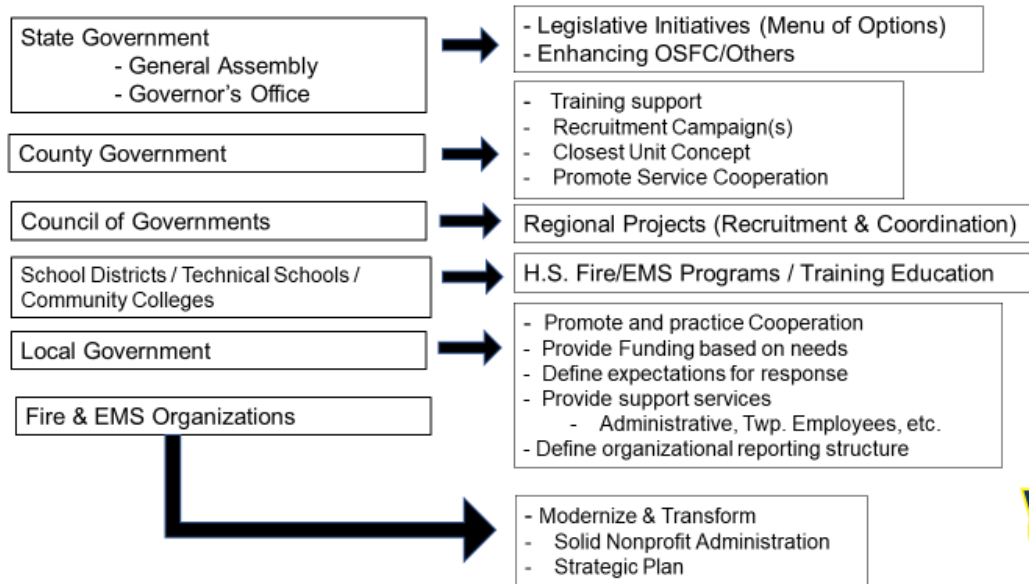 State Government
- General Assembly
- Governor's Office
- Legislative Initiatives (Menu of Options)
- Enhancing OSFC/Others
County Government
- Training support
- Recruitment Campaign(s)
- Closest Unit Concept
- Promote Service Cooperation
Council of Governments
Regional Projects (Recruitment & Coordination)
School Districts / Technical Schools /
Community Colleges
H.S. Fire/EMS Programs / Training Education
Local Government
- Promote and practice Cooperation
- Provide Funding based on needs
- Define expectations for response
- Provide support services
- Administrative, Twp. Employees, etc.
- Define organizational reporting structure
Fire & EMS Organizations
- Modernize & Transform
- Solid Nonprofit Administration
- Strategic Plan